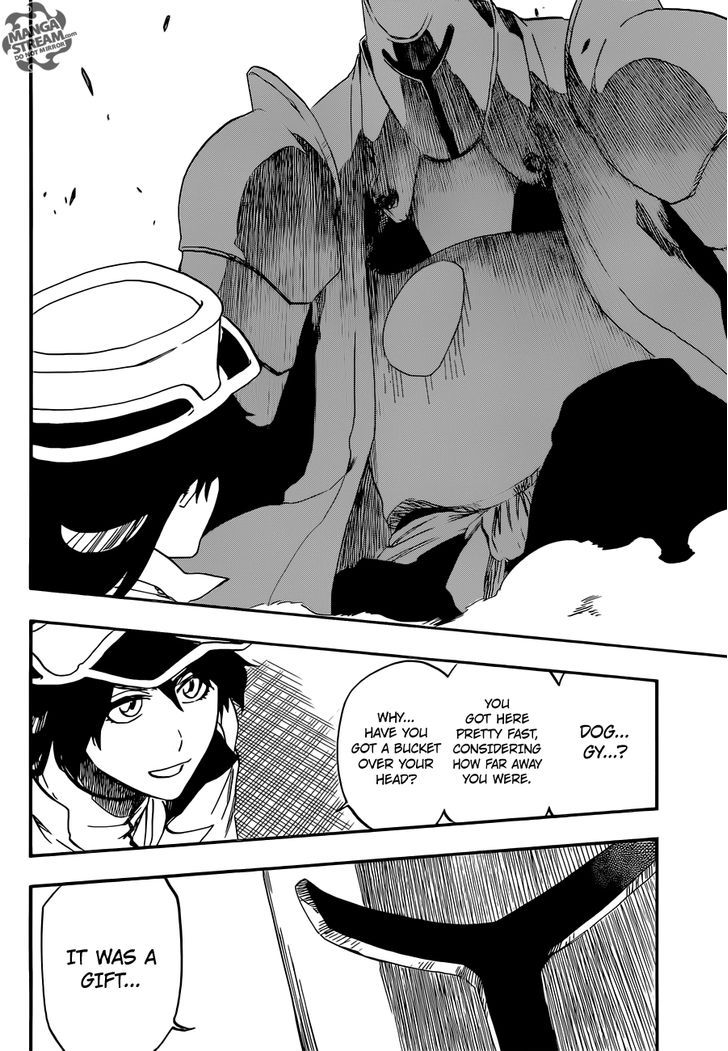 MANGA
STREAM.COM
DO NOT MIRROR
DOG...
GY...?
YOU
GOT HERE
PRETTY FAST,
CONSIDERING
HOW FAR AWAY
YOU WERE.
WHY...
HAVE YOU
GOT A BUCKET
OVER YOUR
HEAD?
IT WAS A
GIFT...